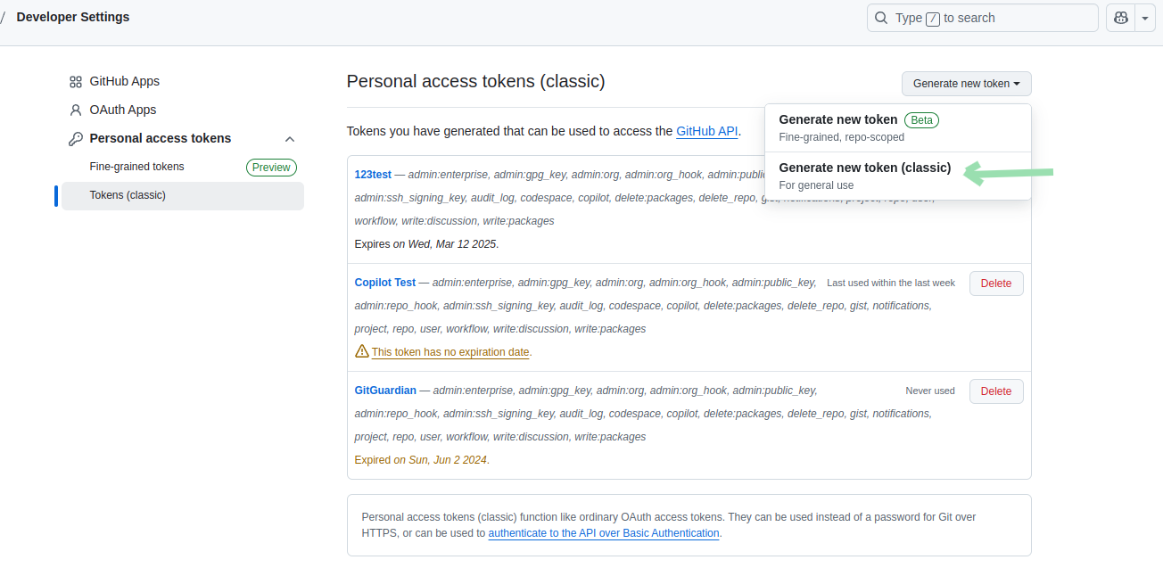 / Developer Settings
Type / to search
GitHub Apps
OAuth Apps
Personal access tokens
Fine-grained tokens Preview
Tokens (classic)
Personal access tokens (classic)
Generate new token
Generate new token Beta
Fine-grained, repo-scoped
Generate new token (classic)
For general use
Tokens you have generated that can be used to access the GitHub API.
123test — admin:enterprise, admin:gpg_key, admin:org, admin:org_hook, admin:public
admin:ssh_signing_key, audit_log, codespace, copilot, delete:packages, delete_repo, gist, notifications, project, repo, user,
workflow, write:discussion, write:packages
Expires on Wed, Mar 12 2025.
Copilot Test — admin:enterprise, admin:gpg_key, admin:org, admin:org_hook, admin:public_key, Last used within the last week Delete
admin:repo_hook, admin:ssh_signing_key, audit_log, codespace, copilot, delete:packages, delete_repo, gist, notifications,
project, repo, user, workflow, write:discussion, write:packages
This token has no expiration date.
GitGuardian — admin:enterprise, admin:gpg_key, admin:org, admin:org_hook, admin:public_key, Never used Delete
admin:repo_hook, admin:ssh_signing_key, audit_log, codespace, copilot, delete:packages, delete_repo, gist, notifications,
project, repo, user, workflow, write:discussion, write:packages
Expired on Sun, Jun 2 2024.
Personal access tokens (classic) function like ordinary OAuth access tokens. They can be used instead of a password for Git over
HTTPS, or can be used to authenticate to the API over Basic Authentication.